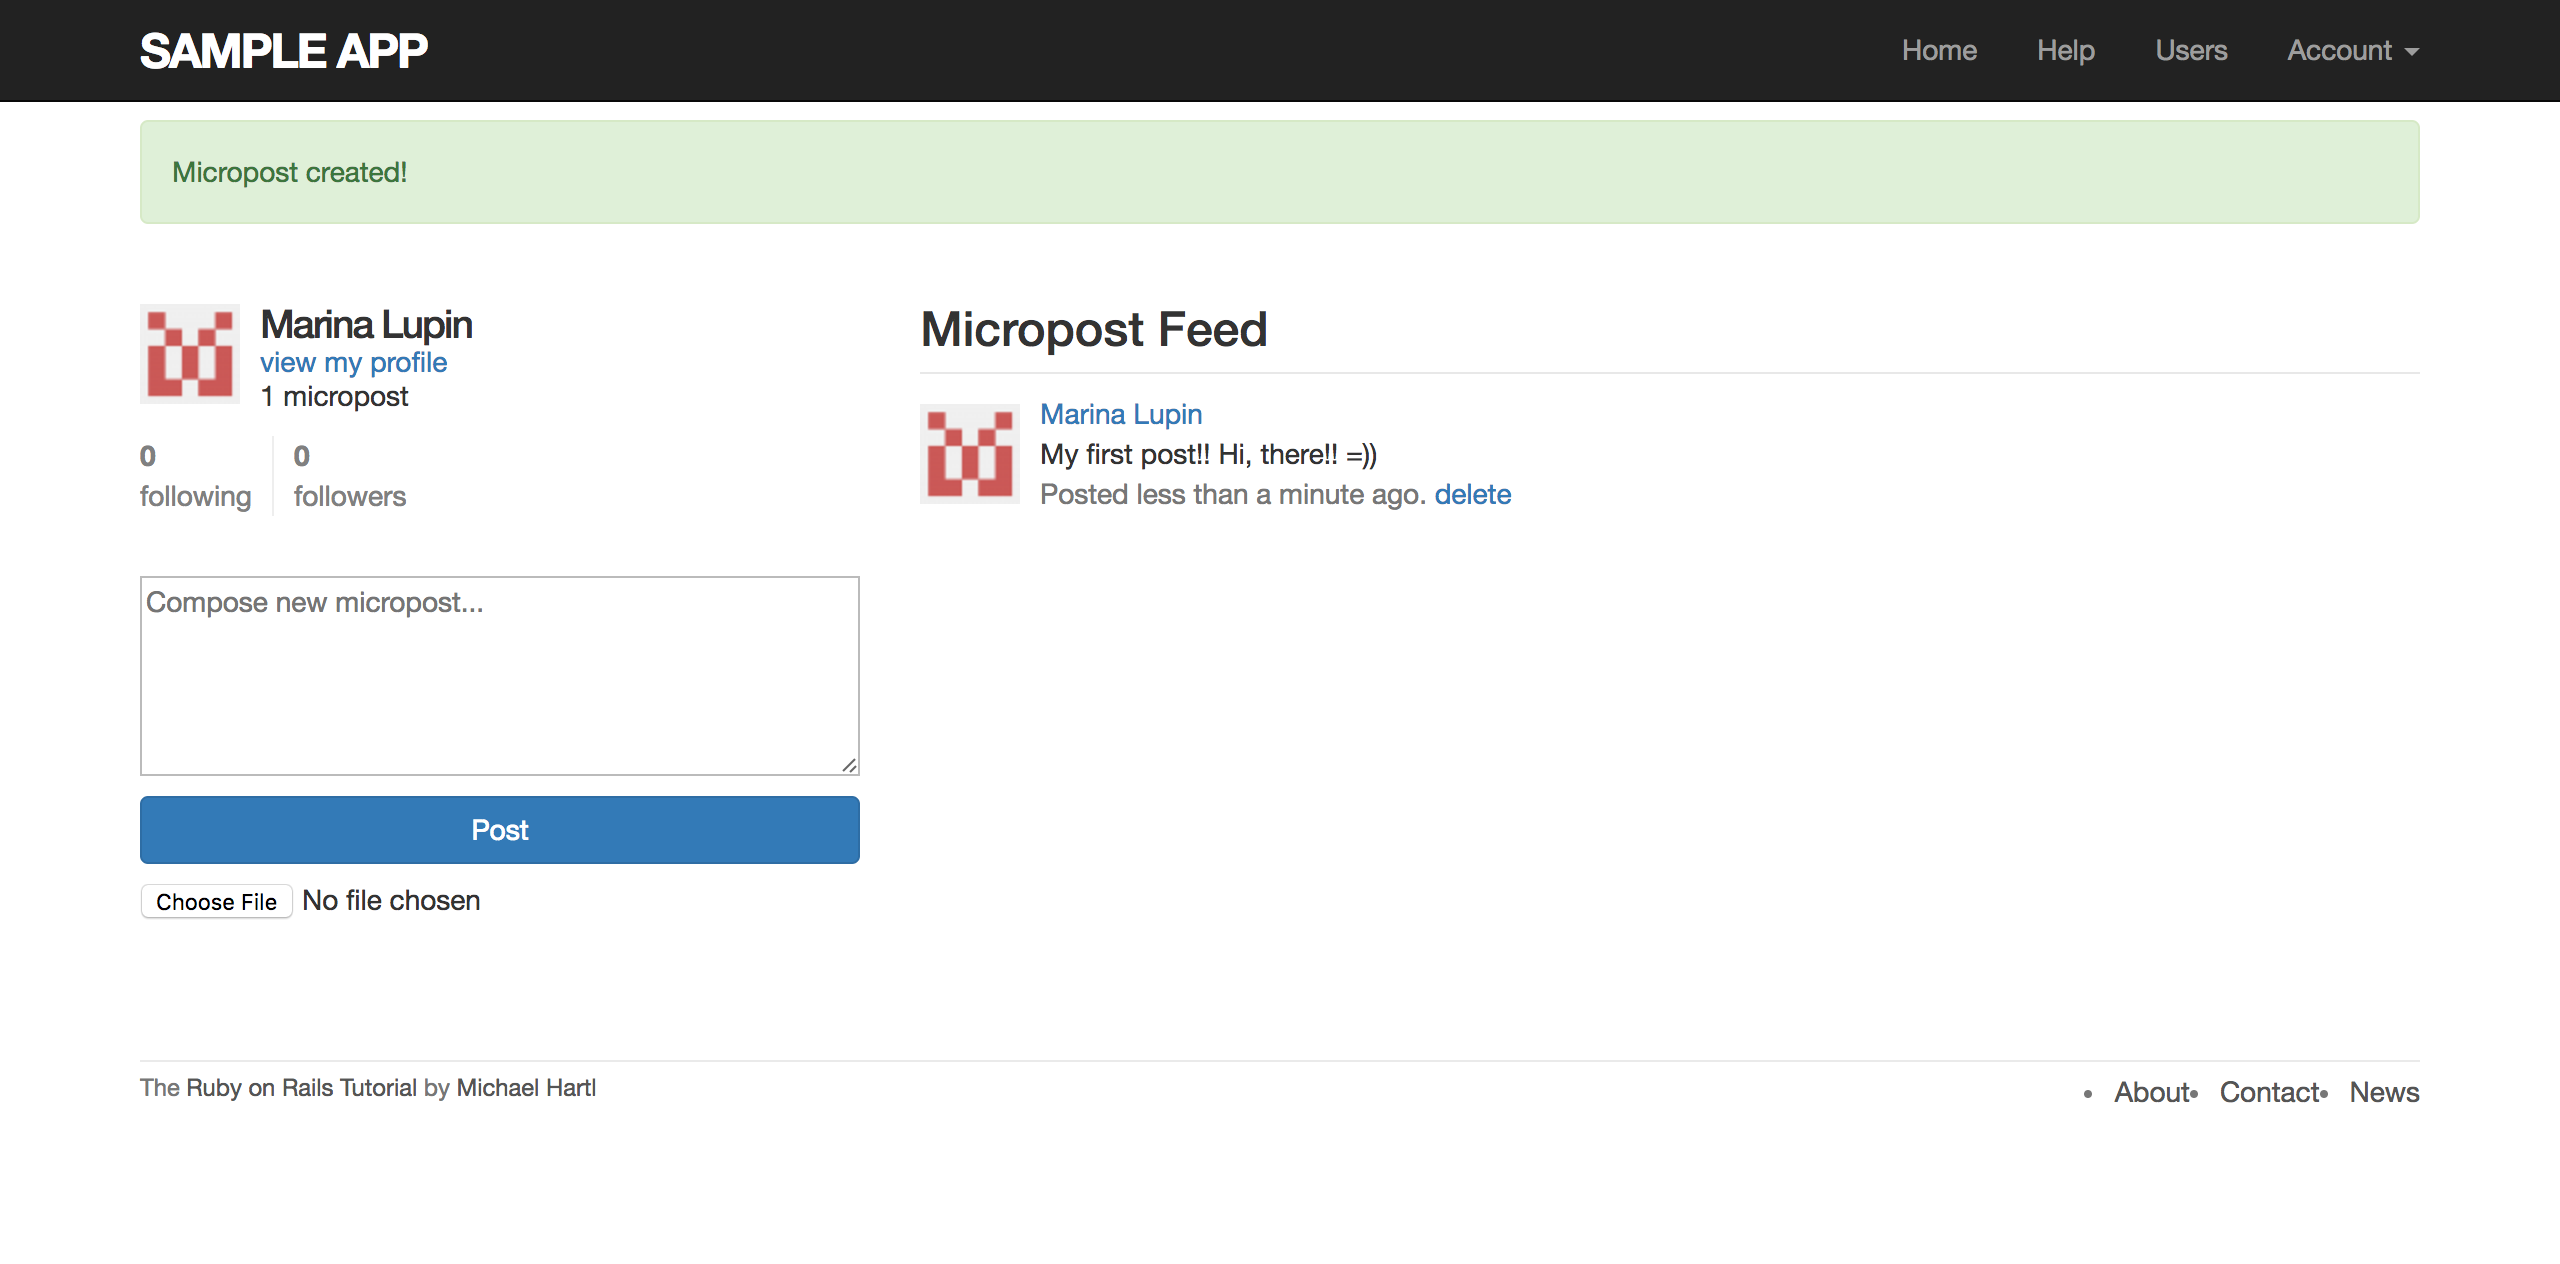 SAMPLE APP
Home Help Users Account
Micropost created!
Marina Lupin
view my profile
1 micropost
0 following
0 followers
Compose new micropost...
Post
Choose File No file chosen
Micropost Feed
Marina Lupin
My first post!! Hi, there!! =))
Posted less than a minute ago. delete
The Ruby on Rails Tutorial by Michael Hartl
• About • Contact • News